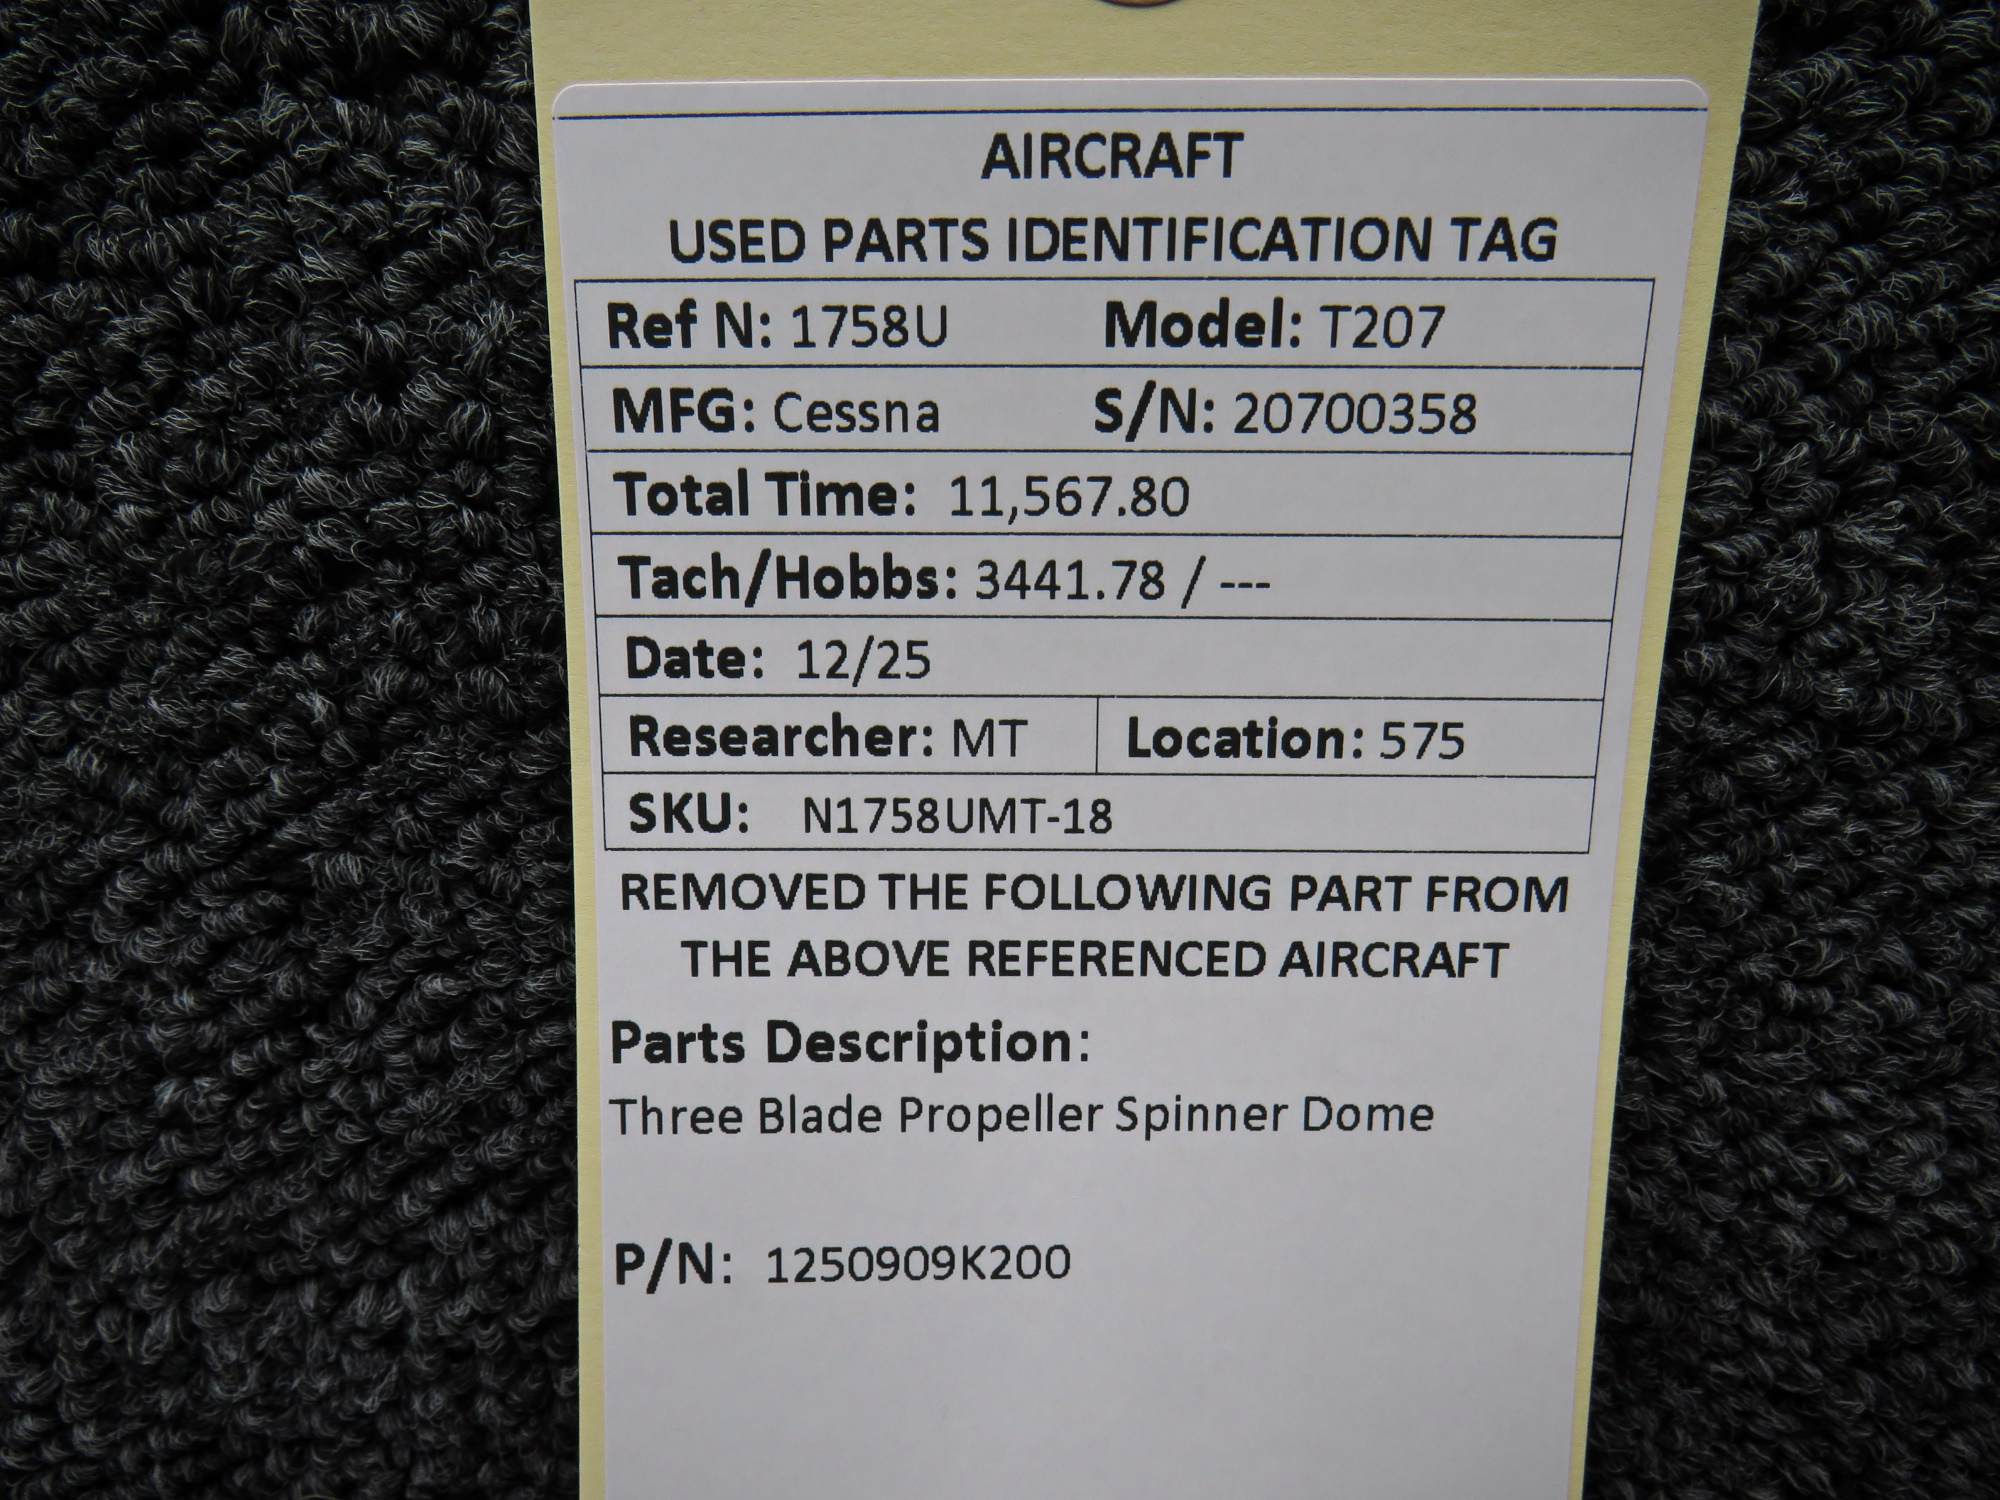 AIRCRAFT
USED PARTS IDENTIFICATION TAG
Ref N: 1758U Model: T207
MFG: Cessna S/N: 20700358
Total Time: 11,567.80
Tach/Hobbs: 3441.78 / ---
Date: 12/25
Researcher: MT Location: 575
SKU: N1758UMT-18
REMOVED THE FOLLOWING PART FROM
THE ABOVE REFERENCED AIRCRAFT
Parts Description:
Three Blade Propeller Spinner Dome
P/N: 1250909K200